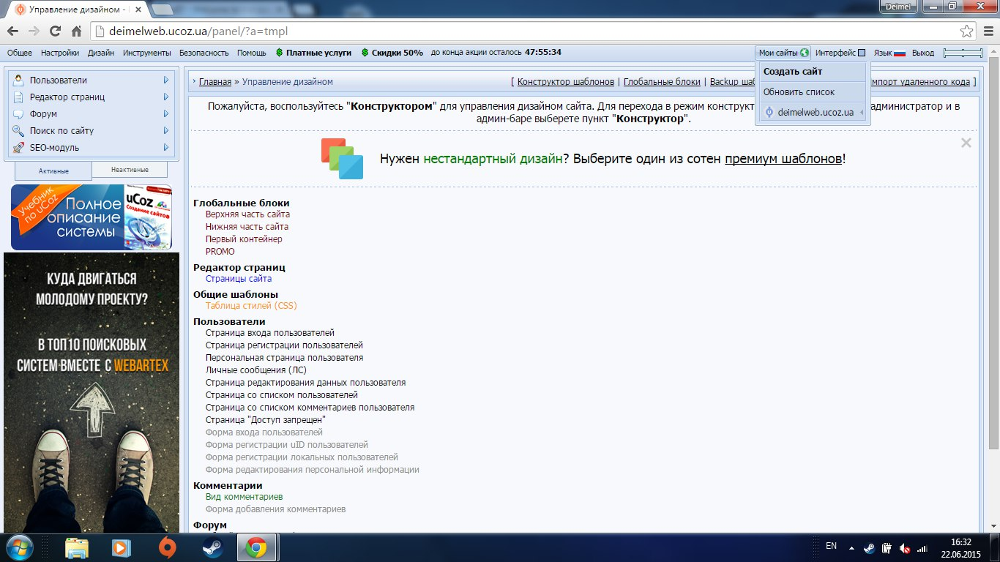 Управление дизайном -
Deimel
deimelweb.ucoz.ua/panel/?a=tmpl
Общее Настройки Дизайн Инструменты Безопасность Помощь Платные услуги Скидки 50% до конца акции осталось 47:55:34 Мои сайты Интерфейс Язык Выход
Создать сайт
Обновить список
deimelweb.ucoz.ua
Пользователи
Редактор страниц
Форум
Поиск по сайту
SEO-модуль
Активные Неактивные
Учебник
по uCoz
Полное
описание
системы
uCoz
Создание сайтов
КУДА ДВИГАТЬСЯ
МОЛОДОМУ ПРОЕКТУ?
В ТОП10 ПОИСКОВЫХ
СИСТЕМ ВМЕСТЕ С WEBARTEX
Главная » Управление дизайном [ Конструктор шаблонов | Глобальные блоки | Backup шаб мпорт удаленного кода ]
Пожалуйста, воспользуйтесь "Конструктором" для управления дизайном сайта. Для перехода в режим конструкт администратор и в
админ-баре выберете пункт "Конструктор".
Нужен нестандартный дизайн? Выберите один из сотен премиум шаблонов!
Глобальные блоки
Верхняя часть сайта
Нижняя часть сайта
Первый контейнер
PROMO
Редактор страниц
Страницы сайта
Общие шаблоны
Таблица стилей (CSS)
Пользователи
Страница входа пользователей
Страница регистрации пользователей
Персональная страница пользователя
Личные сообщения (ЛС)
Страница редактирования данных пользователя
Страница со списком пользователей
Страница со списком комментариев пользователя
Страница "Доступ запрещен"
Форма входа пользователей
Форма регистрации uID пользователей
Форма регистрации локальных пользователей
Форма редактирования персональной информации
Комментарии
Вид комментариев
Форма добавления комментариев
Форум
EN
16:32
22.06.2015